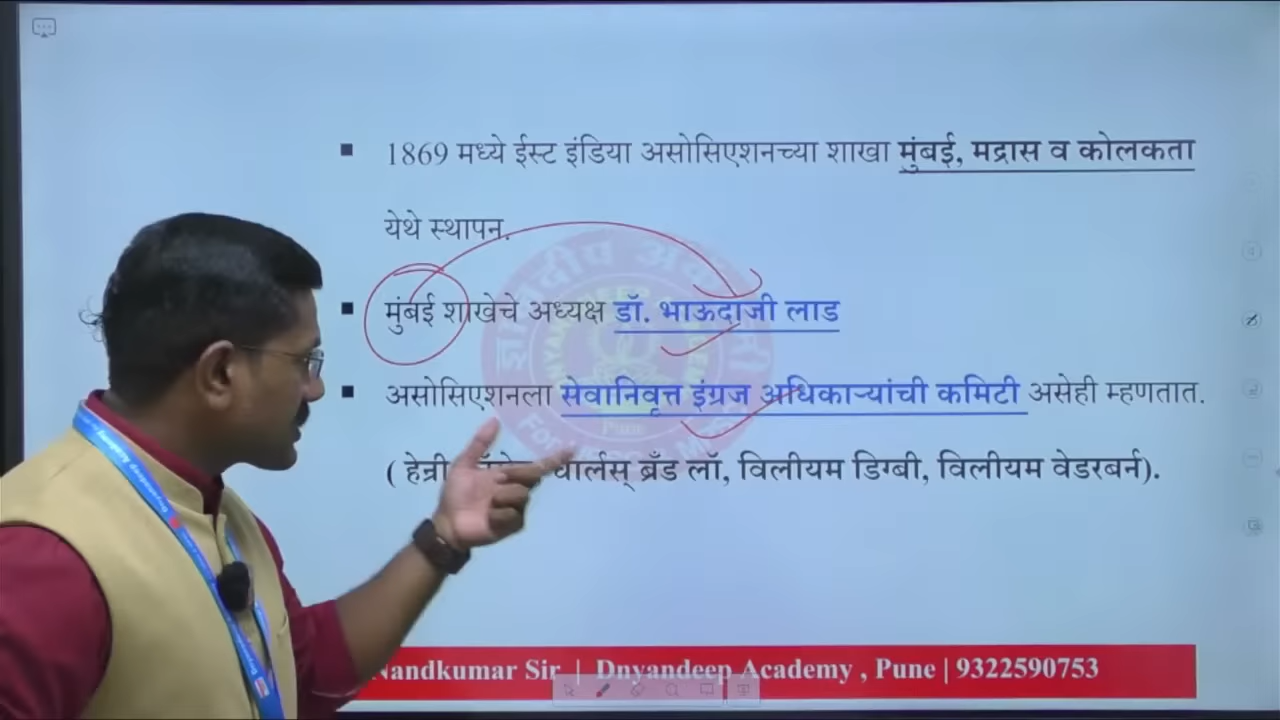 1869 मध्ये ईस्ट इंडिया असोसिएशनच्या शाखा मुंबई, मद्रास व कोलकता
येथे स्थापन.
मुंबई शाखेचे अध्यक्ष डॉ. भाऊदाजी लाड
असोसिएशनला सेवानिवृत्त इंग्रज अधिकाऱ्यांची कमिटी असेही म्हणतात.
( हेन्री चार्लस् ब्रँड लॉ, विलीयम डिग्बी, विलीयम वेडरबर्न).
Nandkumar Sir | Dnyandeep Academy , Pune | 9322590753